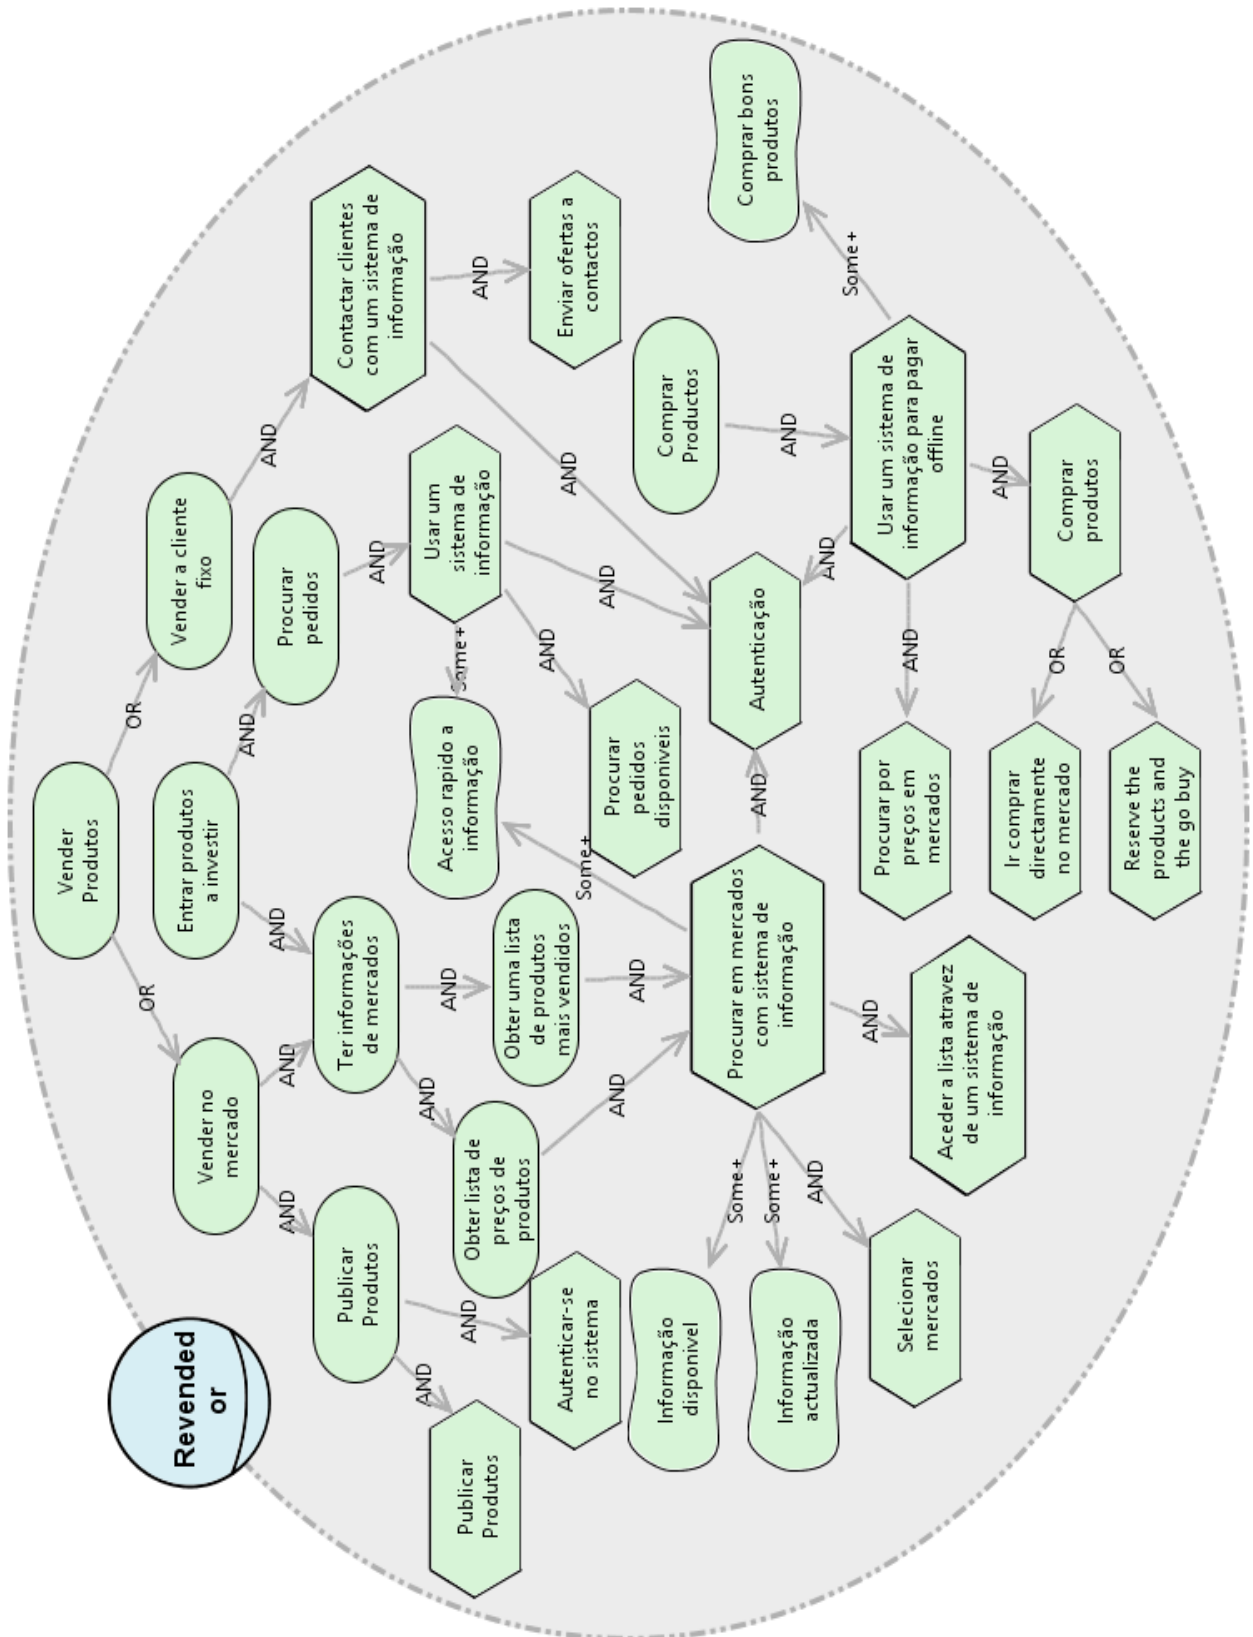 Revended
or
Vender
Produtos
OR
OR
Vender no
mercado
Entrar produtos
a investir
Vender a cliente
fixo
AND
AND
AND
AND
AND
Publicar
Produtos
Ter informações
de mercados
Procurar
pedidos
Contactar clientes
com um sistema de
informação
AND
AND
AND
AND
AND
AND
Publicar
Produtos
Obter lista de
preços de
produtos
Obter uma lista
de produtos
mais vendidos
Acesso rapido a
informação
Some+
Usar um
sistema de
informação
Autenticar-se
no sistema
Enviar ofertas a
contactos
AND
AND
Some+
AND
AND
AND
Procurar
pedidos
disponiveis
Comprar
Productos
Informação
disponivel
Informação
actualizada
Some+
Some+
AND
Procurar em mercados
com sistema de
informação
AND
Autenticação
AND
AND
Comprar bons
produtos
Some+
AND
Selecionar
mercados
Aceder a lista atravez
de um sistema de
informação
Procurar por
preços em
mercados
AND
Usar um sistema de
informação para pagar
offline
AND
Ir comprar
directamente
no mercado
OR
Comprar
produtos
OR
Reserve the
products and
the go buy